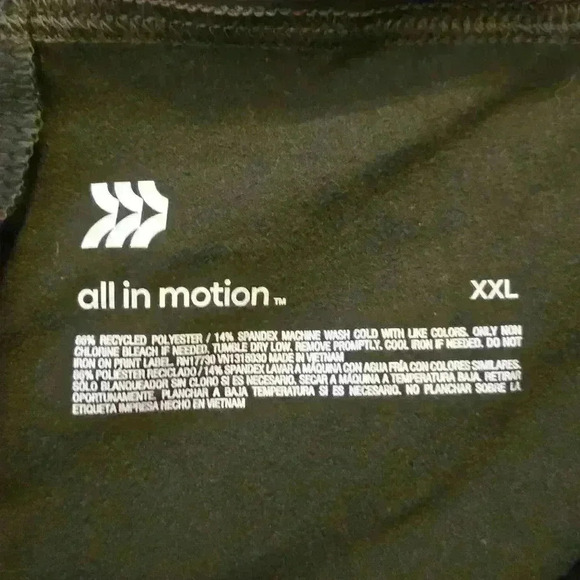 all in motion™
XXL
86% RECYCLED POLYESTER / 14% SPANDEX MACHINE WASH COLD WITH LIKE COLORS. ONLY NON
CHLORINE BLEACH IF NEEDED. TUMBLE DRY LOW. REMOVE PROMPTLY. COOL IRON IF NEEDED. DO NOT
IRON ON PRINT LABEL. RN17730 VN1318930 MADE IN VIETNAM
86% POLIÉSTER RECICLADO/14% SPANDEX LAVAR A MÁQUINA CON AGUA FRÍA CON COLORES SIMILARES.
SÓLO BLANQUEADOR SIN CLORO SI ES NECESARIO. SECAR A MÁQUINA A TEMPERATURA BAJA. RETIRAR
OPORTUNAMENTE. PLANCHAR A BAJA TEMPERATURA SI ES NECESARIO. NO PLANCHAR SOBRE LA
ETIQUETA IMPRESA HECHO EN VIETNAM